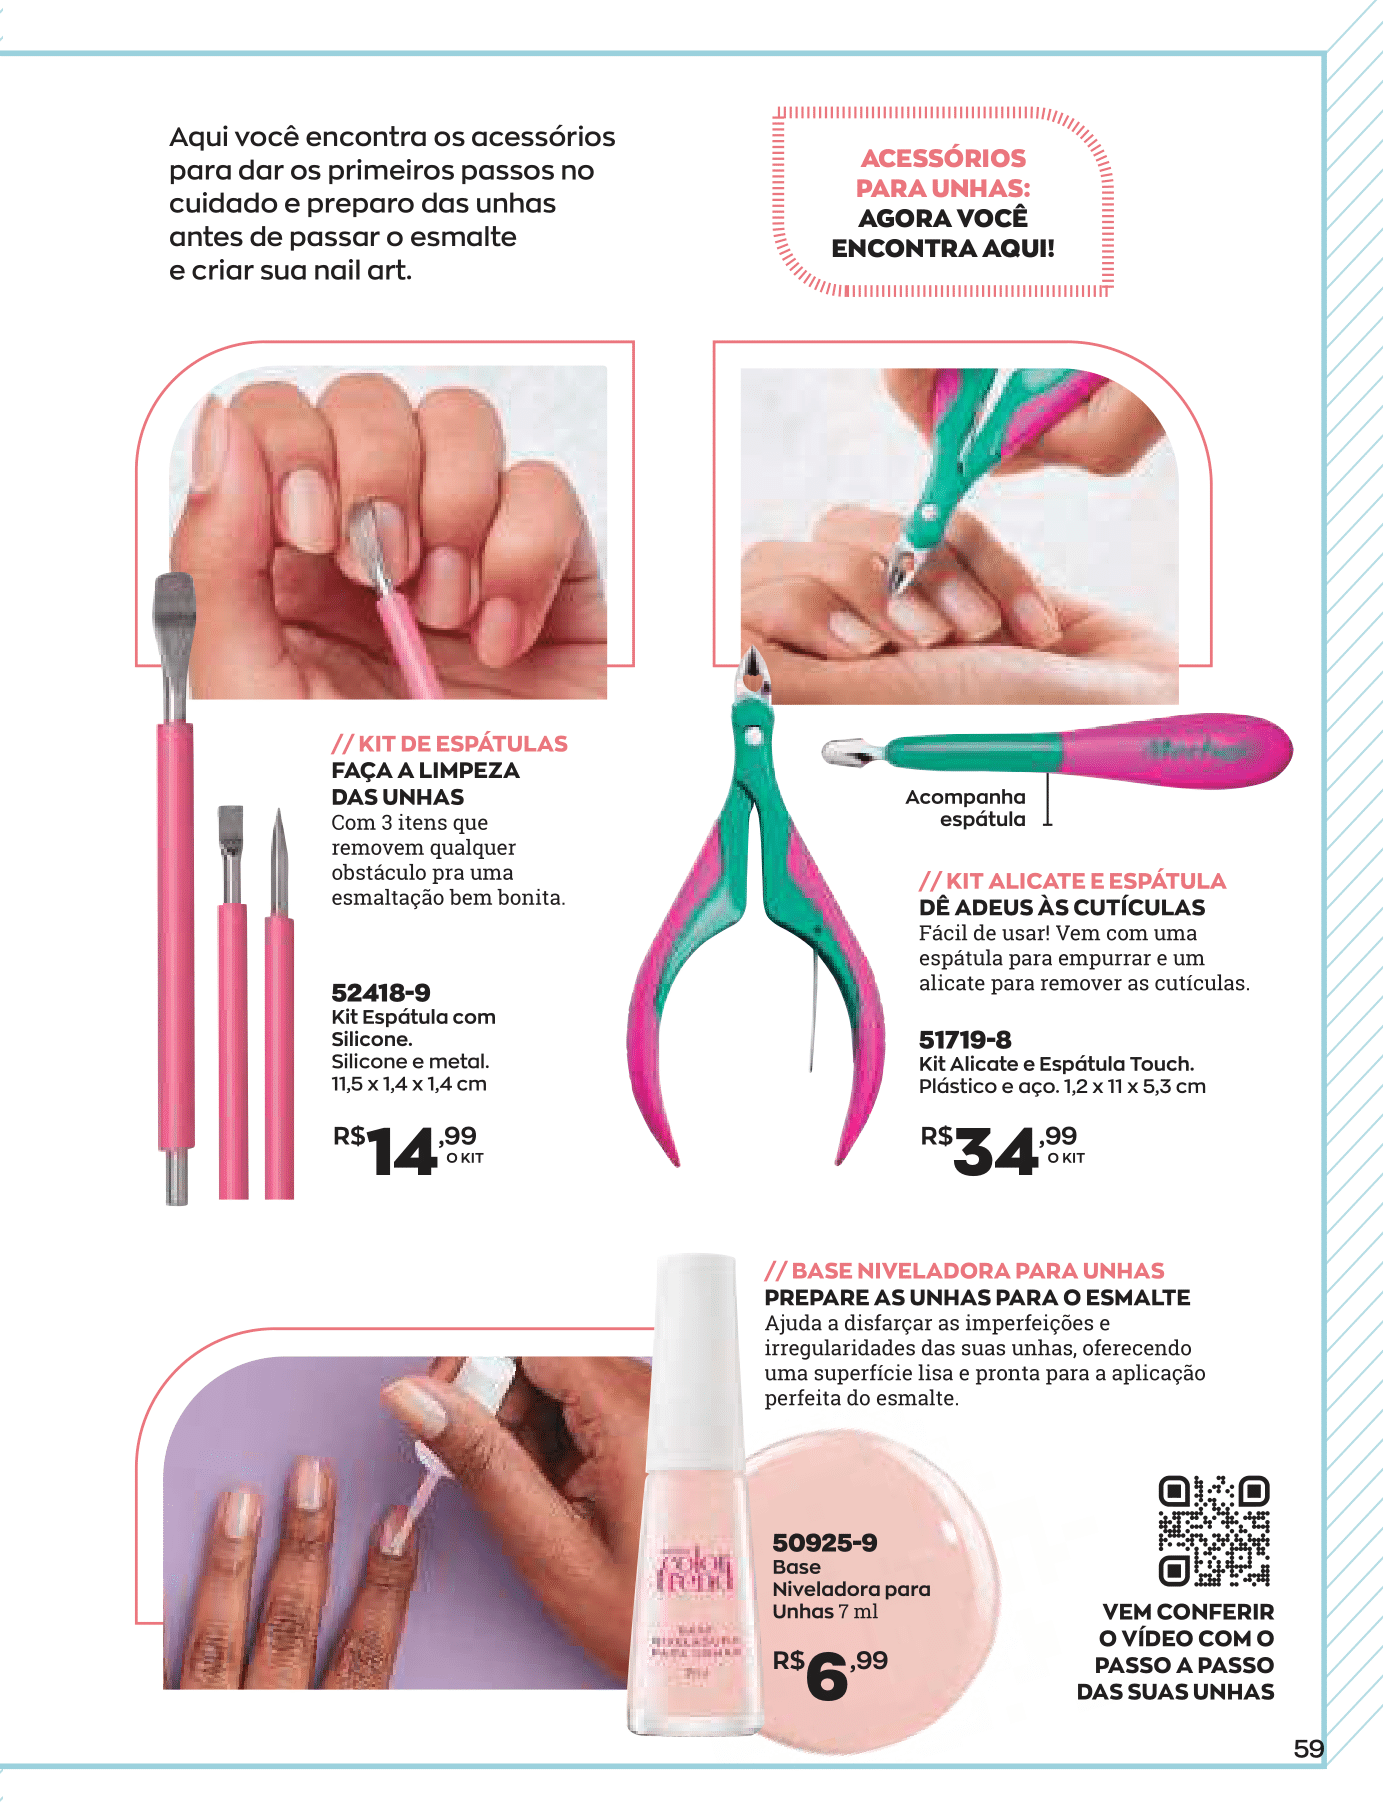 Aqui você encontra os acessórios
para dar os primeiros passos no
cuidado e preparo das unhas
antes de passar o esmalte
e criar sua nail art.
ACESSÓRIOS
PARA UNHAS:
AGORA VOCÊ
ENCONTRA AQUI!
// KIT DE ESPÁTULAS
FAÇA A LIMPEZA
DAS UNHAS
Com 3 itens que
removem qualquer
obstáculo pra uma
esmaltação bem bonita.
52418-9
Kit Espátula com
Silicone.
Silicone e metal.
11,5 x 1,4 x 1,4 cm
R$14,99
O KIT
Acompanha
espátula
// KIT ALICATE E ESPÁTULA
DÊ ADEUS ÀS CUTÍCULAS
Fácil de usar! Vem com uma
espátula para empurrar e um
alicate para remover as cutículas.
51719-8
Kit Alicate e Espátula Touch.
Plástico e aço. 1,2 x 11 x 5,3 cm
R$34,99
O KIT
// BASE NIVELADORA PARA UNHAS
PREPARE AS UNHAS PARA O ESMALTE
Ajuda a disfarçar as imperfeições e
irregularidades das suas unhas, oferecendo
uma superfície lisa e pronta para a aplicação
perfeita do esmalte.
color
trend
BASE
NIVELADORA
PARA UNHAS
50925-9
Base
Niveladora para
Unhas 7 ml
R$6,99
VEM CONFERIR
O VÍDEO COM O
PASSO A PASSO
DAS SUAS UNHAS
59